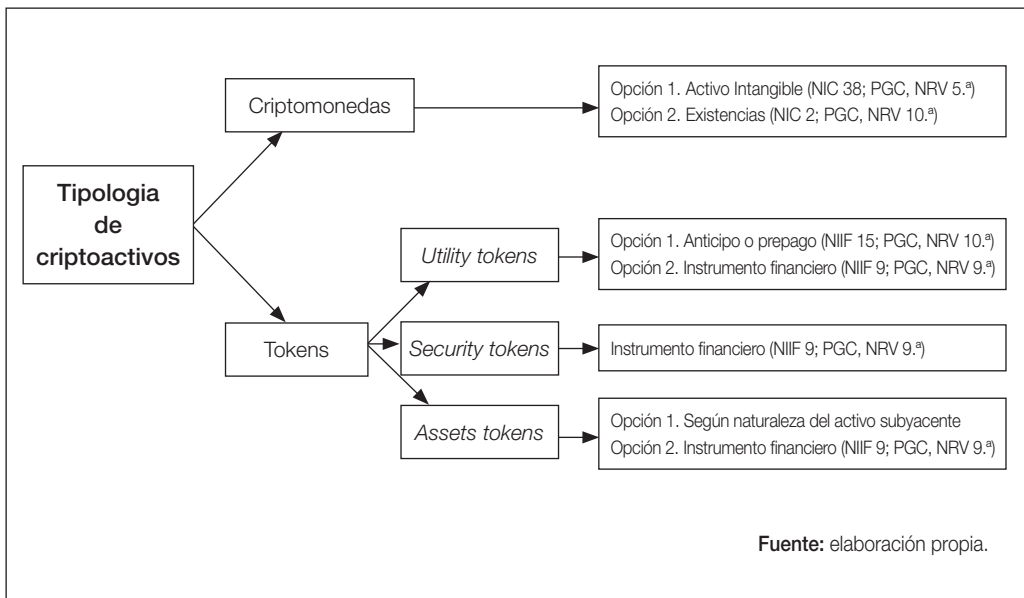 Criptomonedas
Opción 1. Activo Intangible (NIC 38; PGC, NRV 5.ª)
Opción 2. Existencias (NIC 2; PGC, NRV 10.ª)
Tipologia
de
criptoactivos
Utility tokens
Opción 1. Anticipo o prepago (NIIF 15; PGC, NRV 10.ª)
Opción 2. Instrumento financiero (NIIF 9; PGC, NRV 9.ª)
Tokens
Security tokens
Instrumento financiero (NIIF 9; PGC, NRV 9.ª)
Assets tokens
Opción 1. Según naturaleza del activo subyacente
Opción 2. Instrumento financiero (NIIF 9; PGC, NRV 9.ª)
Fuente: elaboración propia.